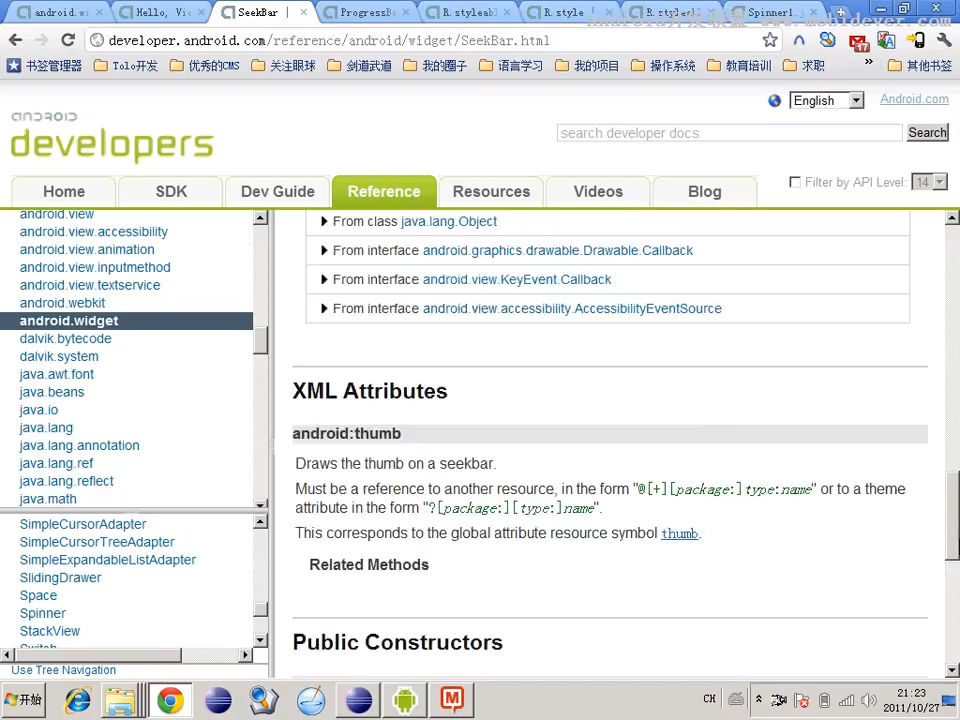 android.wi
Hello, Vie
SeekBar |
ProgressBa
R.styleabl
R.style |
R.styleabl
Spinner1.j
www.mobidever.com
developer.android.com/reference/android/widget/SeekBar.html
17
书签管理器 Tolo开发 优秀的CMS 关注眼球 剑道武道 我的圈子 语言学习 我的项目 操作系统 教育培训 求职 » 其他书签
English Android.com
android
developers
search developer docs Search
Home SDK Dev Guide Reference Resources Videos Blog
Filter by API Level: 14
android.view
android.view.accessibility
android.view.animation
android.view.inputmethod
android.view.textservice
android.webkit
android.widget
dalvik.bytecode
dalvik.system
java.awt.font
java.beans
java.io
java.lang
java.lang.annotation
java.lang.ref
java.lang.reflect
java.math
SimpleCursorAdapter
SimpleCursorTreeAdapter
SimpleExpandableListAdapter
SlidingDrawer
Space
Spinner
StackView
Switch
Use Tree Navigation
From class java.lang.Object
From interface android.graphics.drawable.Drawable.Callback
From interface android.view.KeyEvent.Callback
From interface android.view.accessibility.AccessibilityEventSource
XML Attributes
android:thumb
Draws the thumb on a seekbar.
Must be a reference to another resource, in the form "@[+][package:]type:name" or to a theme
attribute in the form "?[package:][type:]name".
This corresponds to the global attribute resource symbol thumb.
Related Methods
Public Constructors
开始
CH
21:23
2011/10/27